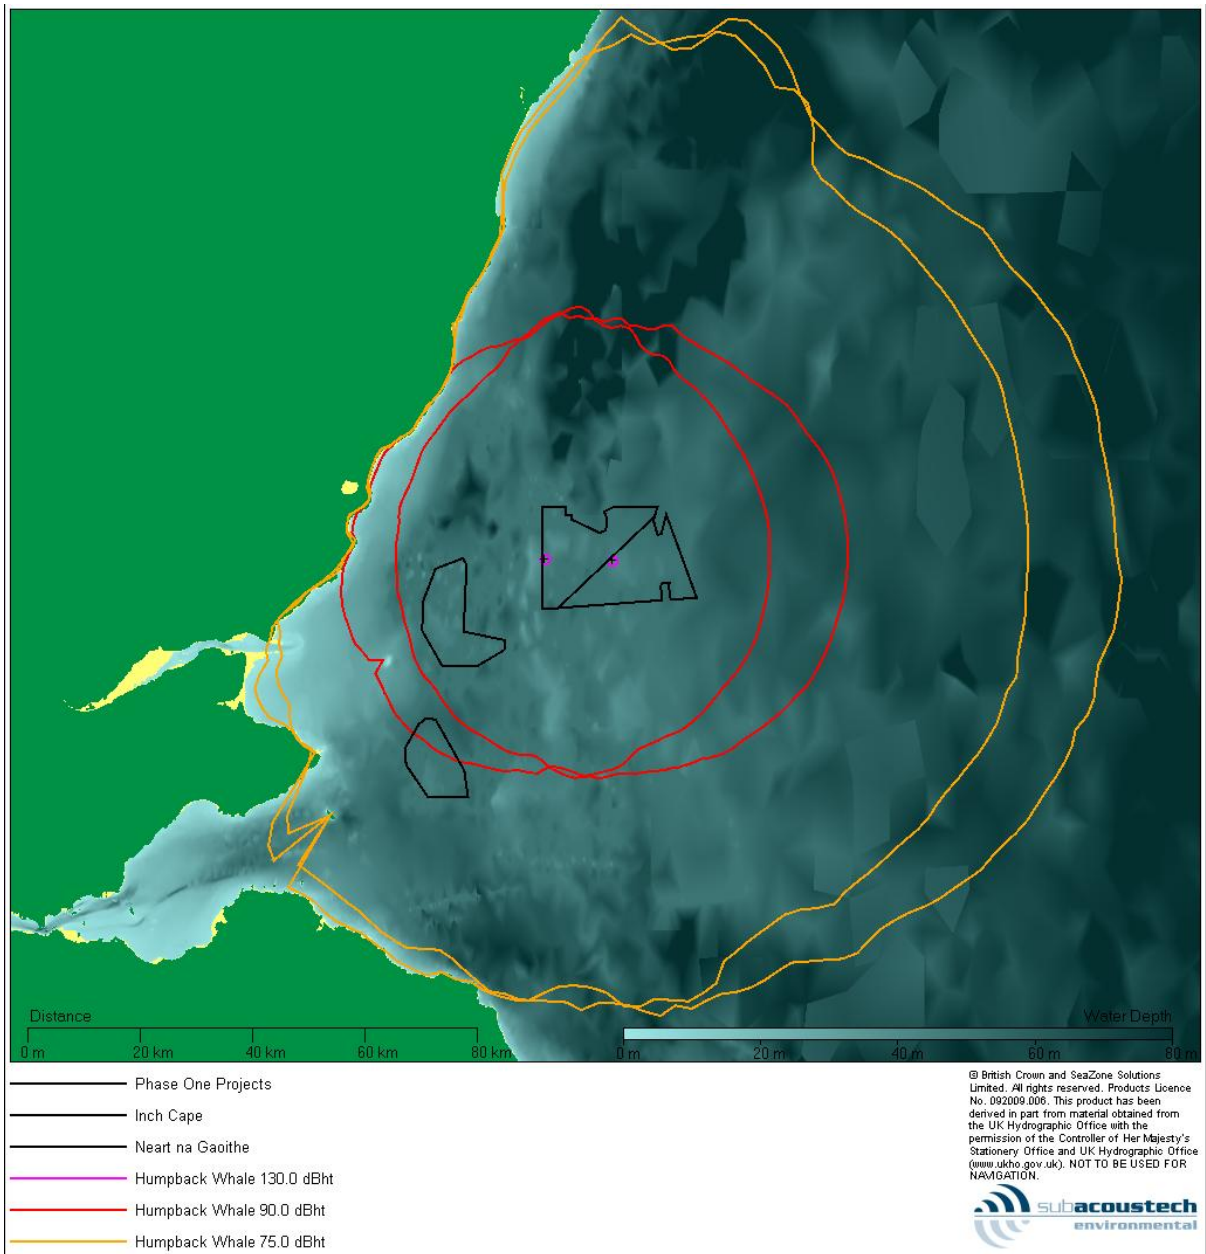 Distance
Water Depth
0 m 20 km 40 km 60 km 80 km
0 m 20 m 40 m 60 m 80 m
Phase One Projects
Inch Cape
Neart na Gaoithe
Humpback Whale 130.0 dBht
Humpback Whale 90.0 dBht
Humpback Whale 75.0 dBht
© British Crown and SeaZone Solutions
Limited. All rights reserved. Products Licence
No. 092009.006. This product has been
derived in part from material obtained from
the UK Hydrographic Office with the
permission of the Controller of Her Majesty's
Stationery Office and UK Hydrographic Office
(www.ukho.gov.uk). NOT TO BE USED FOR
NAVIGATION.
subacoustech
environmental